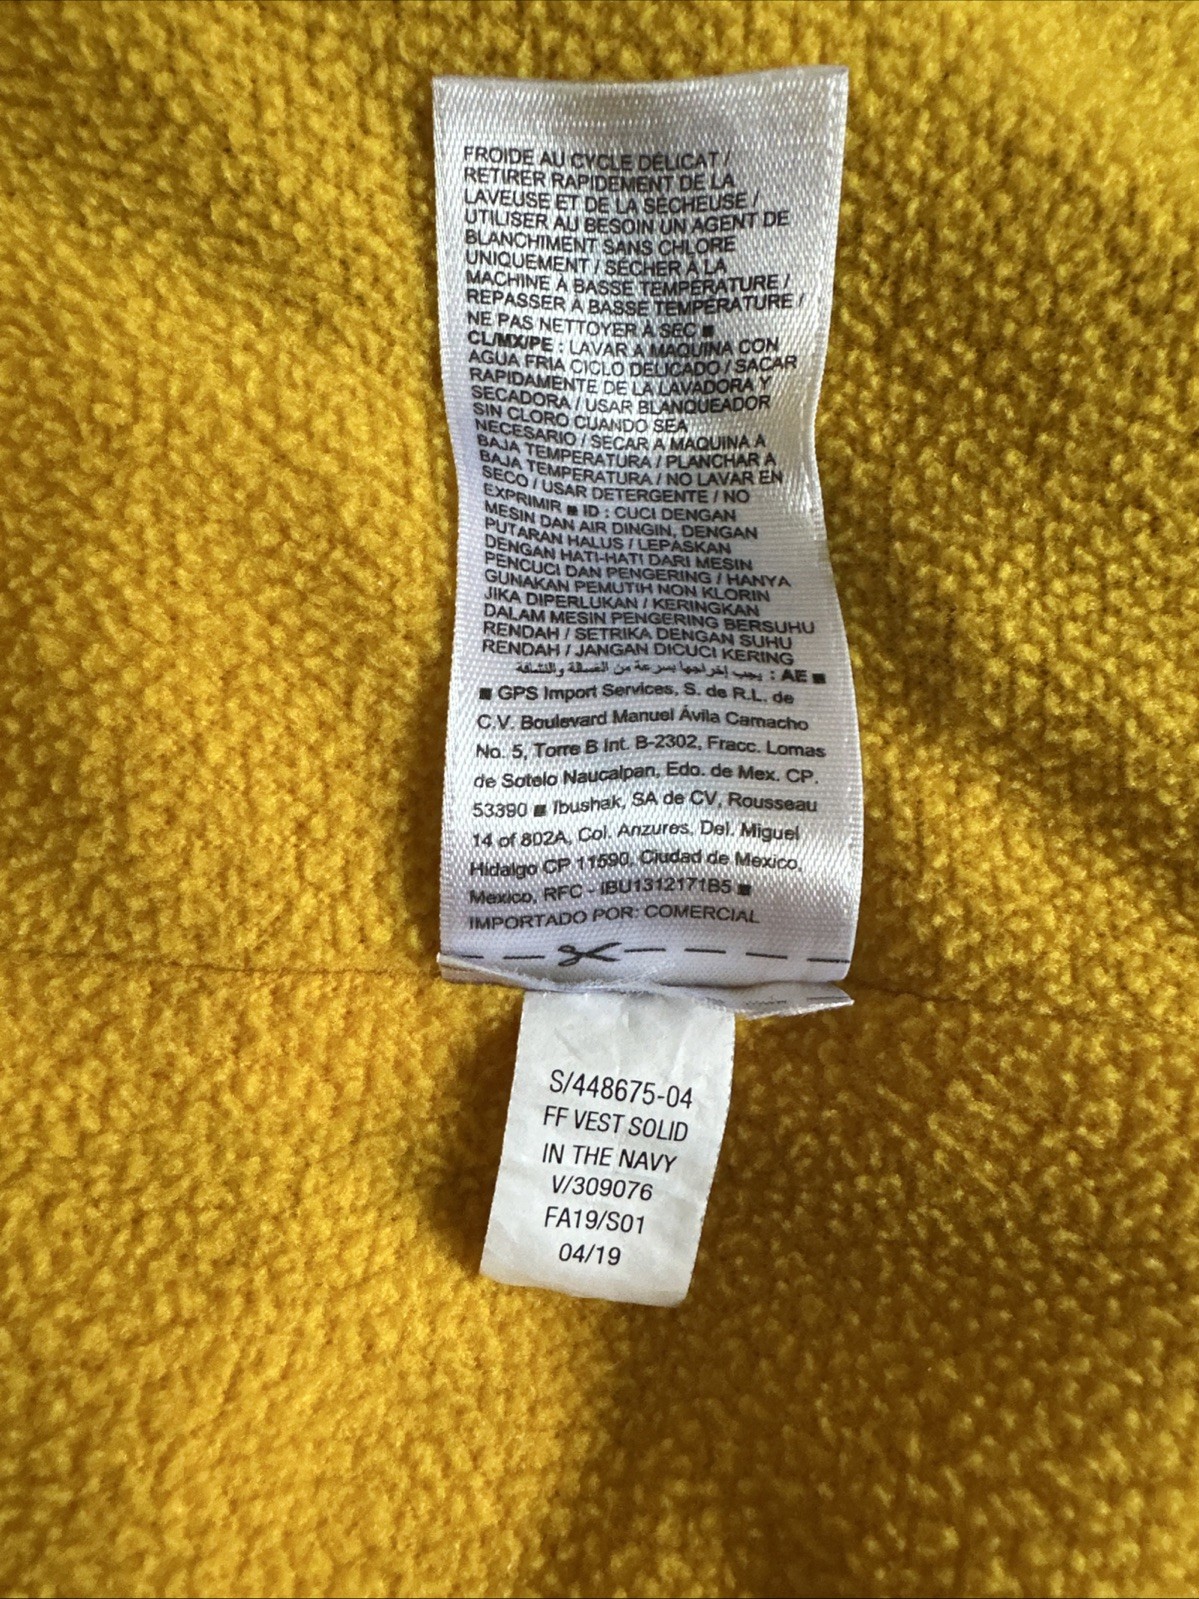 FROIDE AU CYCLE DÉLICAT /
RETIRER RAPIDEMENT DE LA
LAVEUSE ET DE LA SÉCHEUSE /
UTILISER AU BESOIN UN AGENT DE
BLANCHIMENT SANS CHLORE
UNIQUEMENT / SÉCHER À LA
MACHINE À BASSE TEMPÉRATURE /
REPASSER À BASSE TEMPÉRATURE /
NE PAS NETTOYER À SEC ■
CL/MX/PE : LAVAR A MAQUINA CON
AGUA FRIA CICLO DELICADO / SACAR
RAPIDAMENTE DE LA LAVADORA Y
SECADORA / USAR BLANQUEADOR
SIN CLORO CUANDO SEA
NECESARIO / SECAR A MAQUINA A
BAJA TEMPERATURA / PLANCHAR A
BAJA TEMPERATURA / NO LAVAR EN
SECO / USAR DETERGENTE / NO
EXPRIMIR ■ ID : CUCI DENGAN
MESIN DAN AIR DINGIN, DENGAN
PUTARAN HALUS / LEPASKAN
DENGAN HATI-HATI DARI MESIN
PENCUCI DAN PENGERING / HANYA
GUNAKAN PEMUTIH NON KLORIN
JIKA DIPERLUKAN / KERINGKAN
DALAM MESIN PENGERING BERSUHU
RENDAH / SETRIKA DENGAN SUHU
RENDAH / JANGAN DICUCI KERING
■ AE : يجب إخراجها بسرعة من الغسالة والنشافة
■ GPS Import Services, S. de R.L. de
C.V. Boulevard Manuel Ávila Camacho
No. 5, Torre B Int. B-2302, Fracc. Lomas
de Sotelo Naucalpan, Edo. de Mex. CP.
53390 ■ Ibushak, SA de CV, Rousseau
14 of 802A, Col. Anzures, Del. Miguel
Hidalgo CP 11590, Ciudad de Mexico,
Mexico, RFC - IBU1312171B5 ■
IMPORTADO POR: COMERCIAL
S/448675-04
FF VEST SOLID
IN THE NAVY
V/309076
FA19/S01
04/19